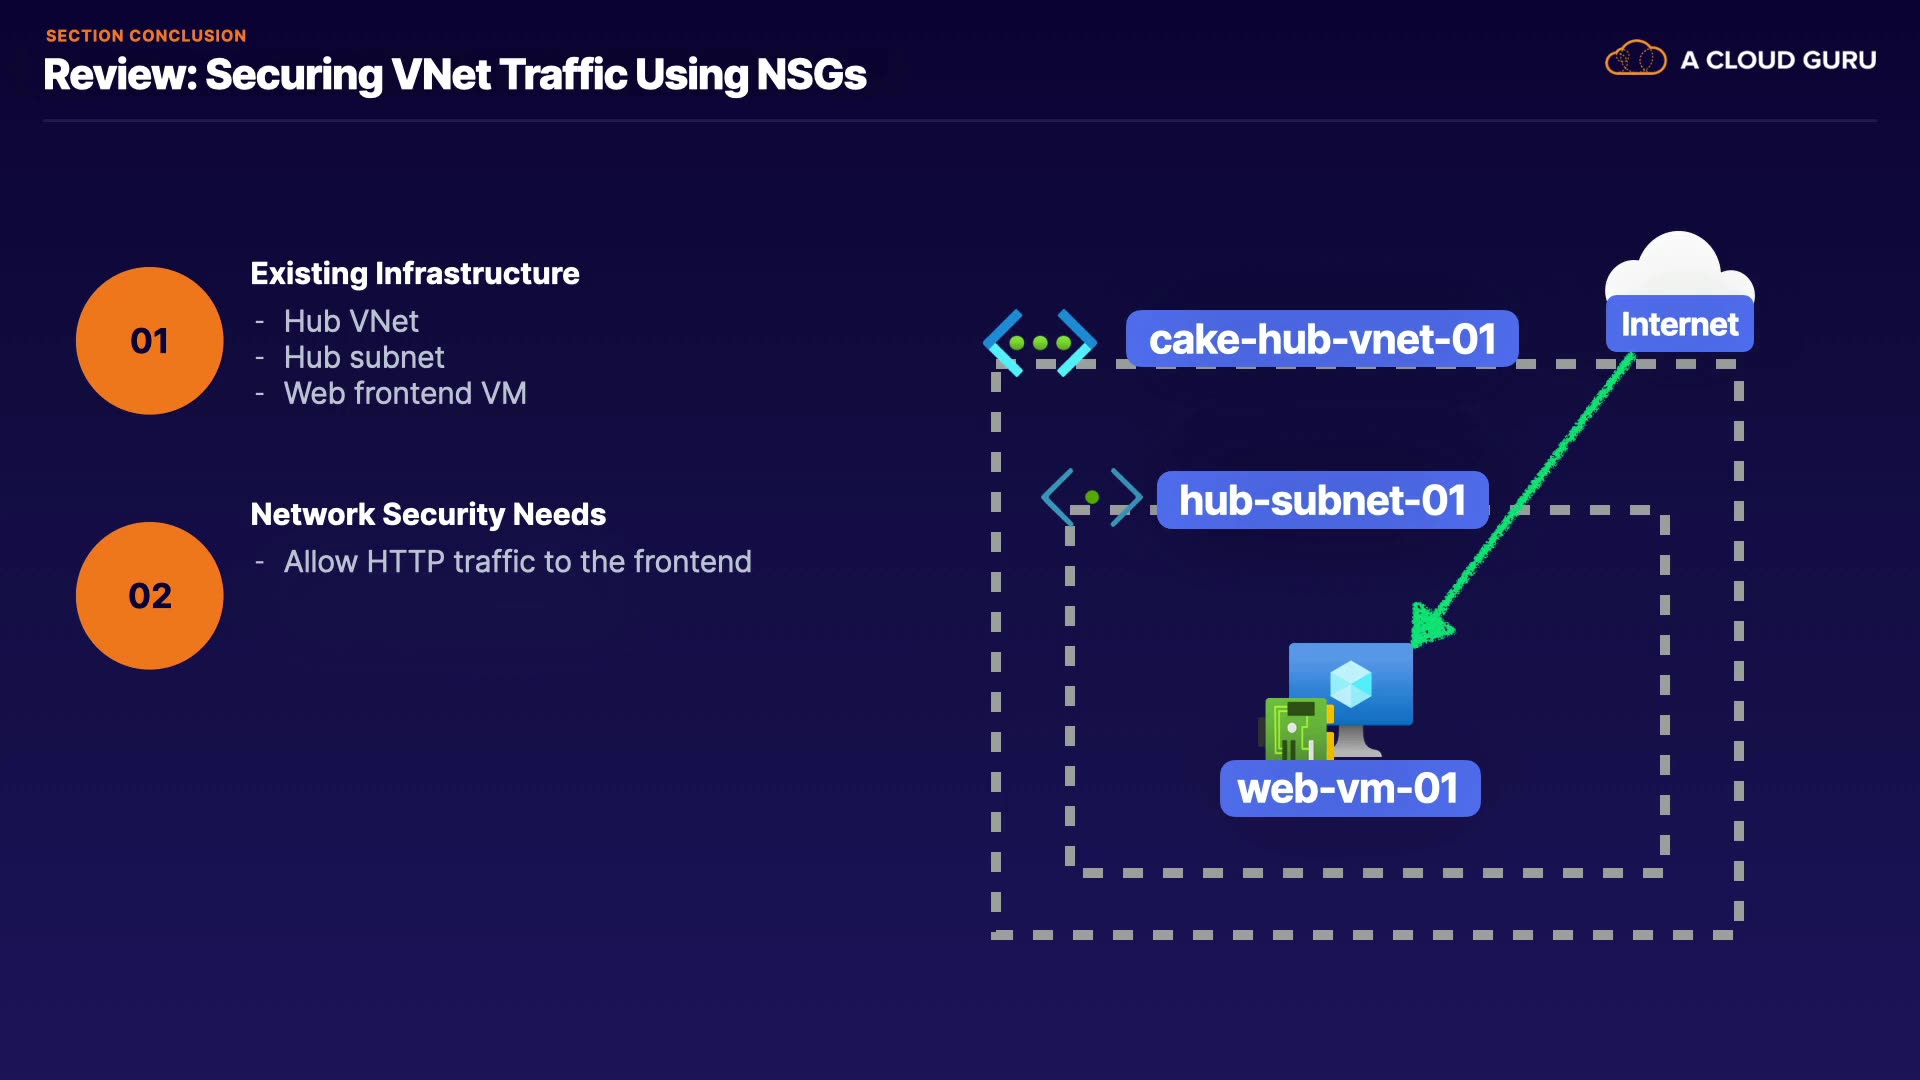 SECTION CONCLUSION
Review: Securing VNet Traffic Using NSGs
A CLOUD GURU
01
Existing Infrastructure
- Hub VNet
- Hub subnet
- Web frontend VM
02
Network Security Needs
- Allow HTTP traffic to the frontend
Internet
cake-hub-vnet-01
hub-subnet-01
web-vm-01